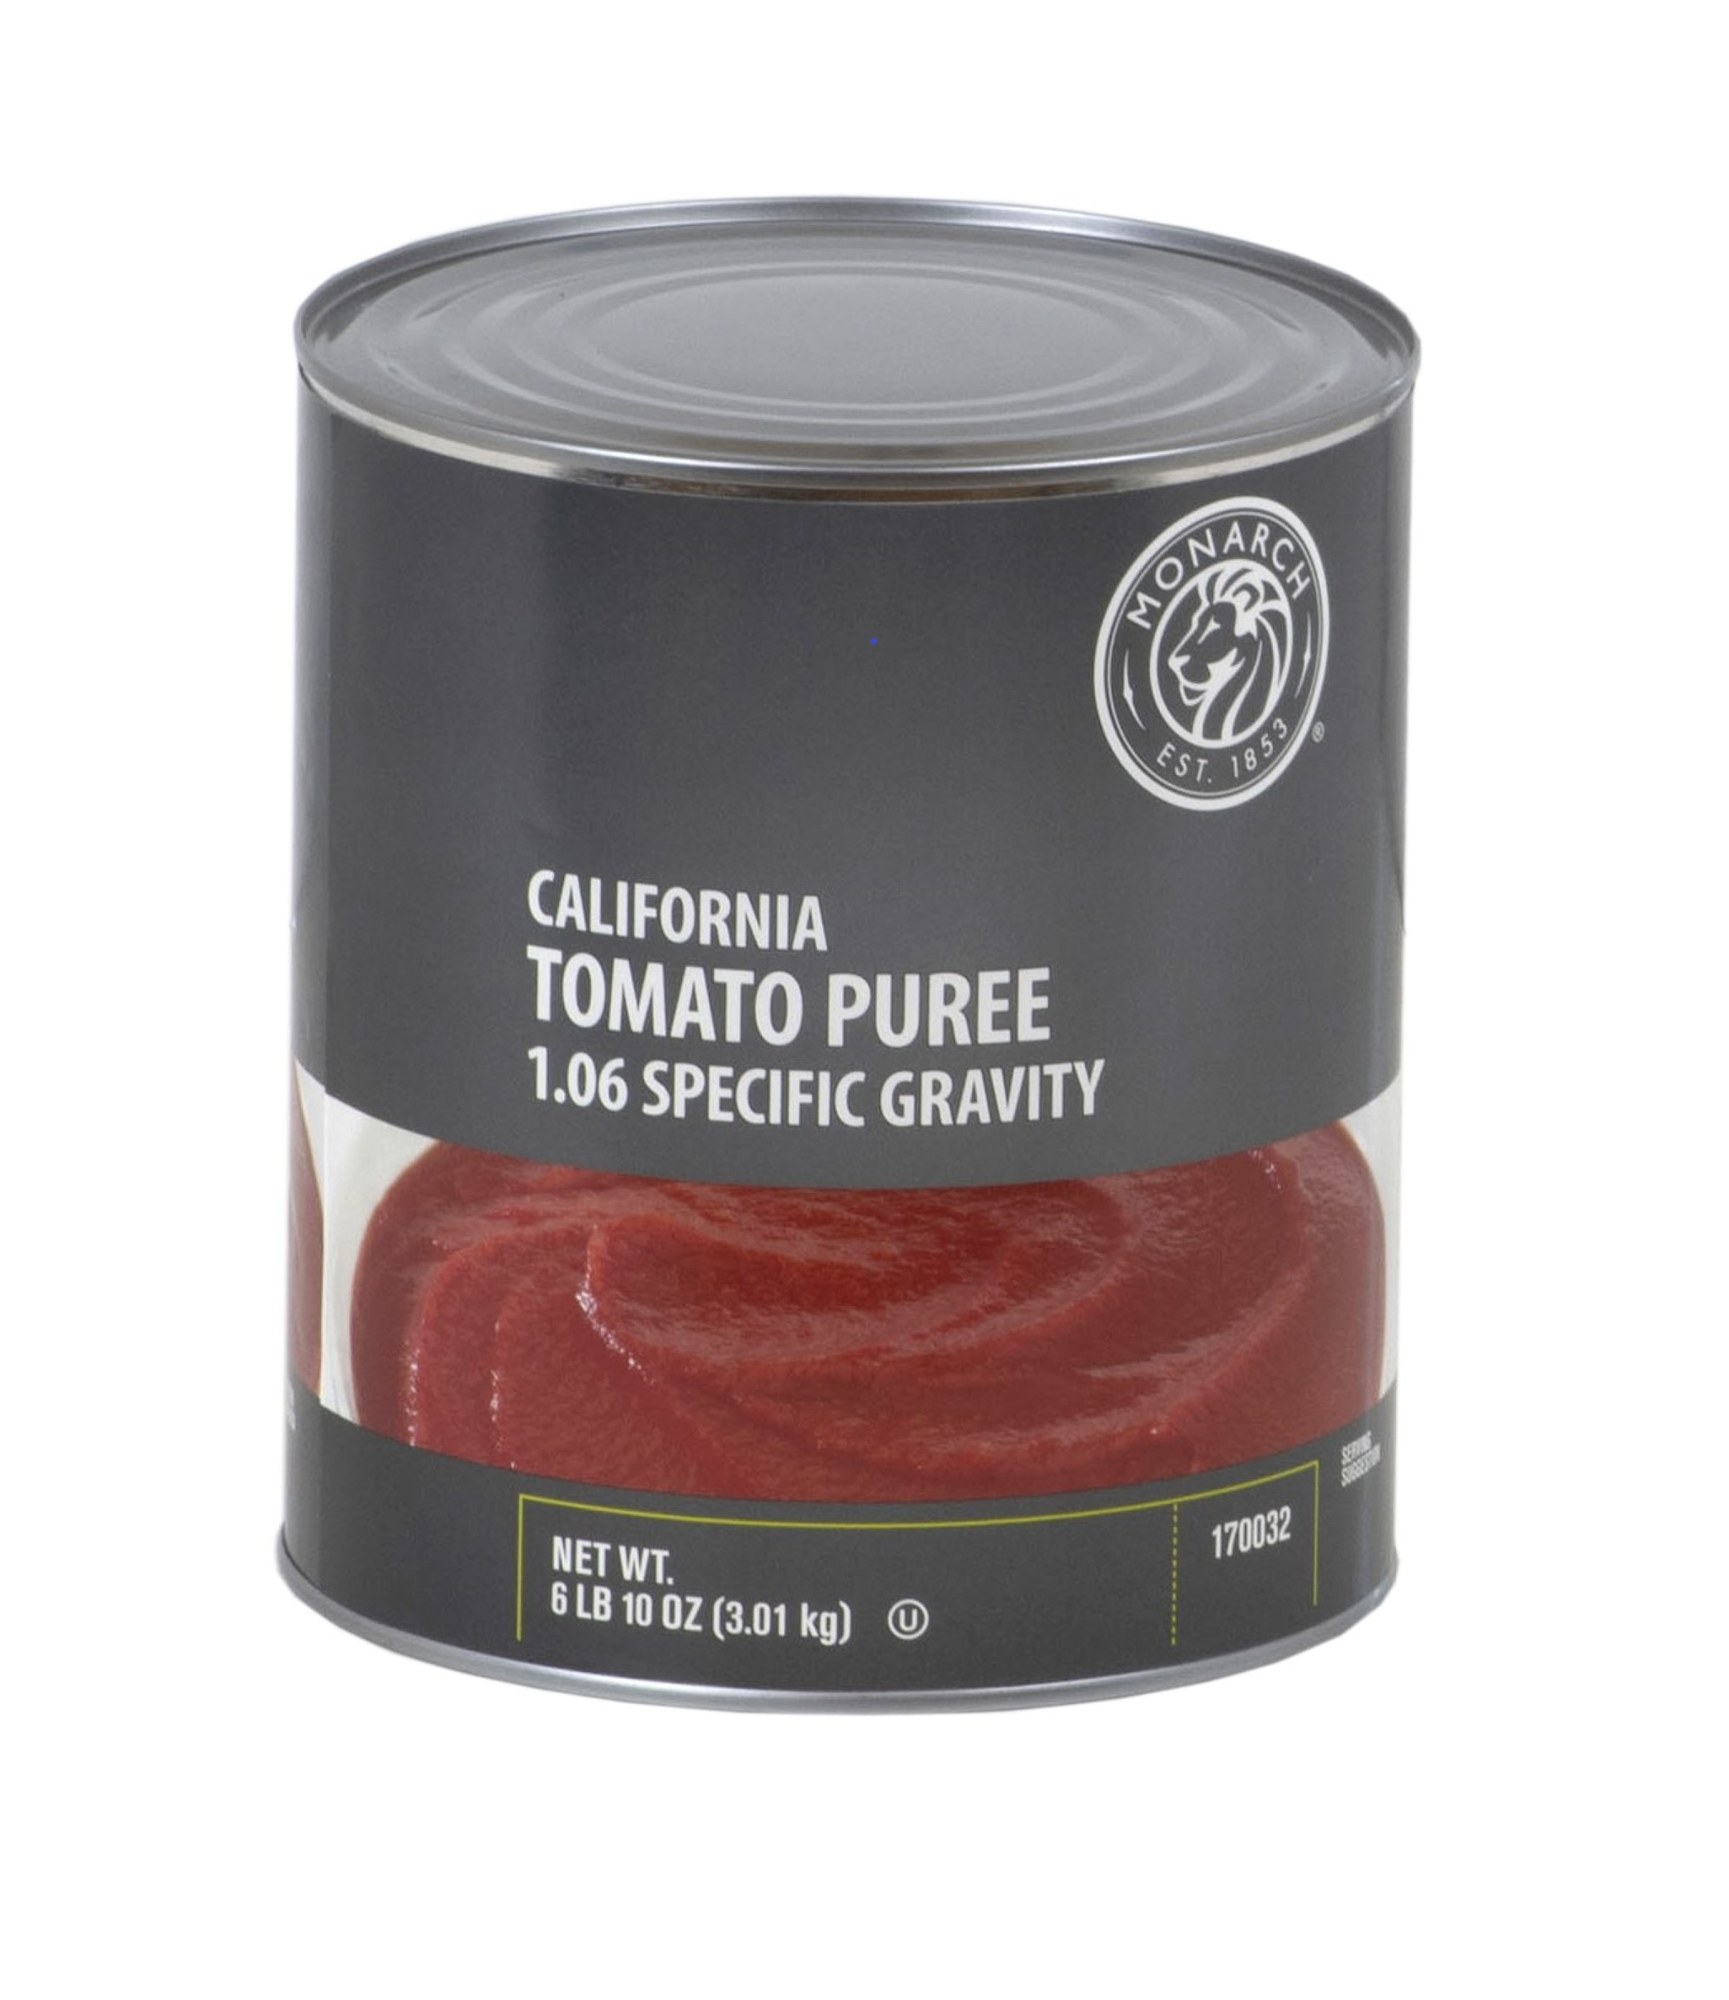 MONARCH
EST. 1853
®
CALIFORNIA
TOMATO PUREE
1.06 SPECIFIC GRAVITY
SERVING
SUGGESTION
NET WT.
6 LB 10 OZ (3.01 kg) U
170032